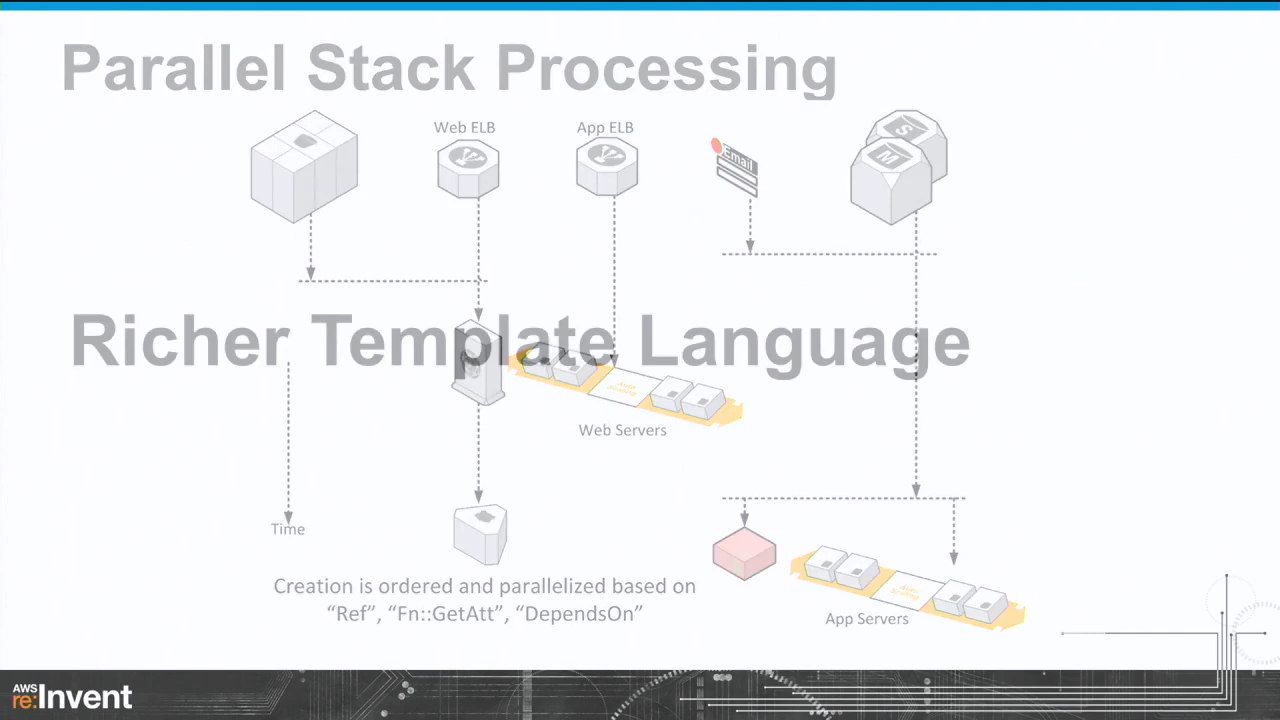 Parallel Stack Processing
Web ELB
App ELB
Email
S
M
Richer Template Language
Web Servers
Time
Creation is ordered and parallelized based on
“Ref”, “Fn::GetAtt”, “DependsOn”
App Servers
AWS
re:Invent